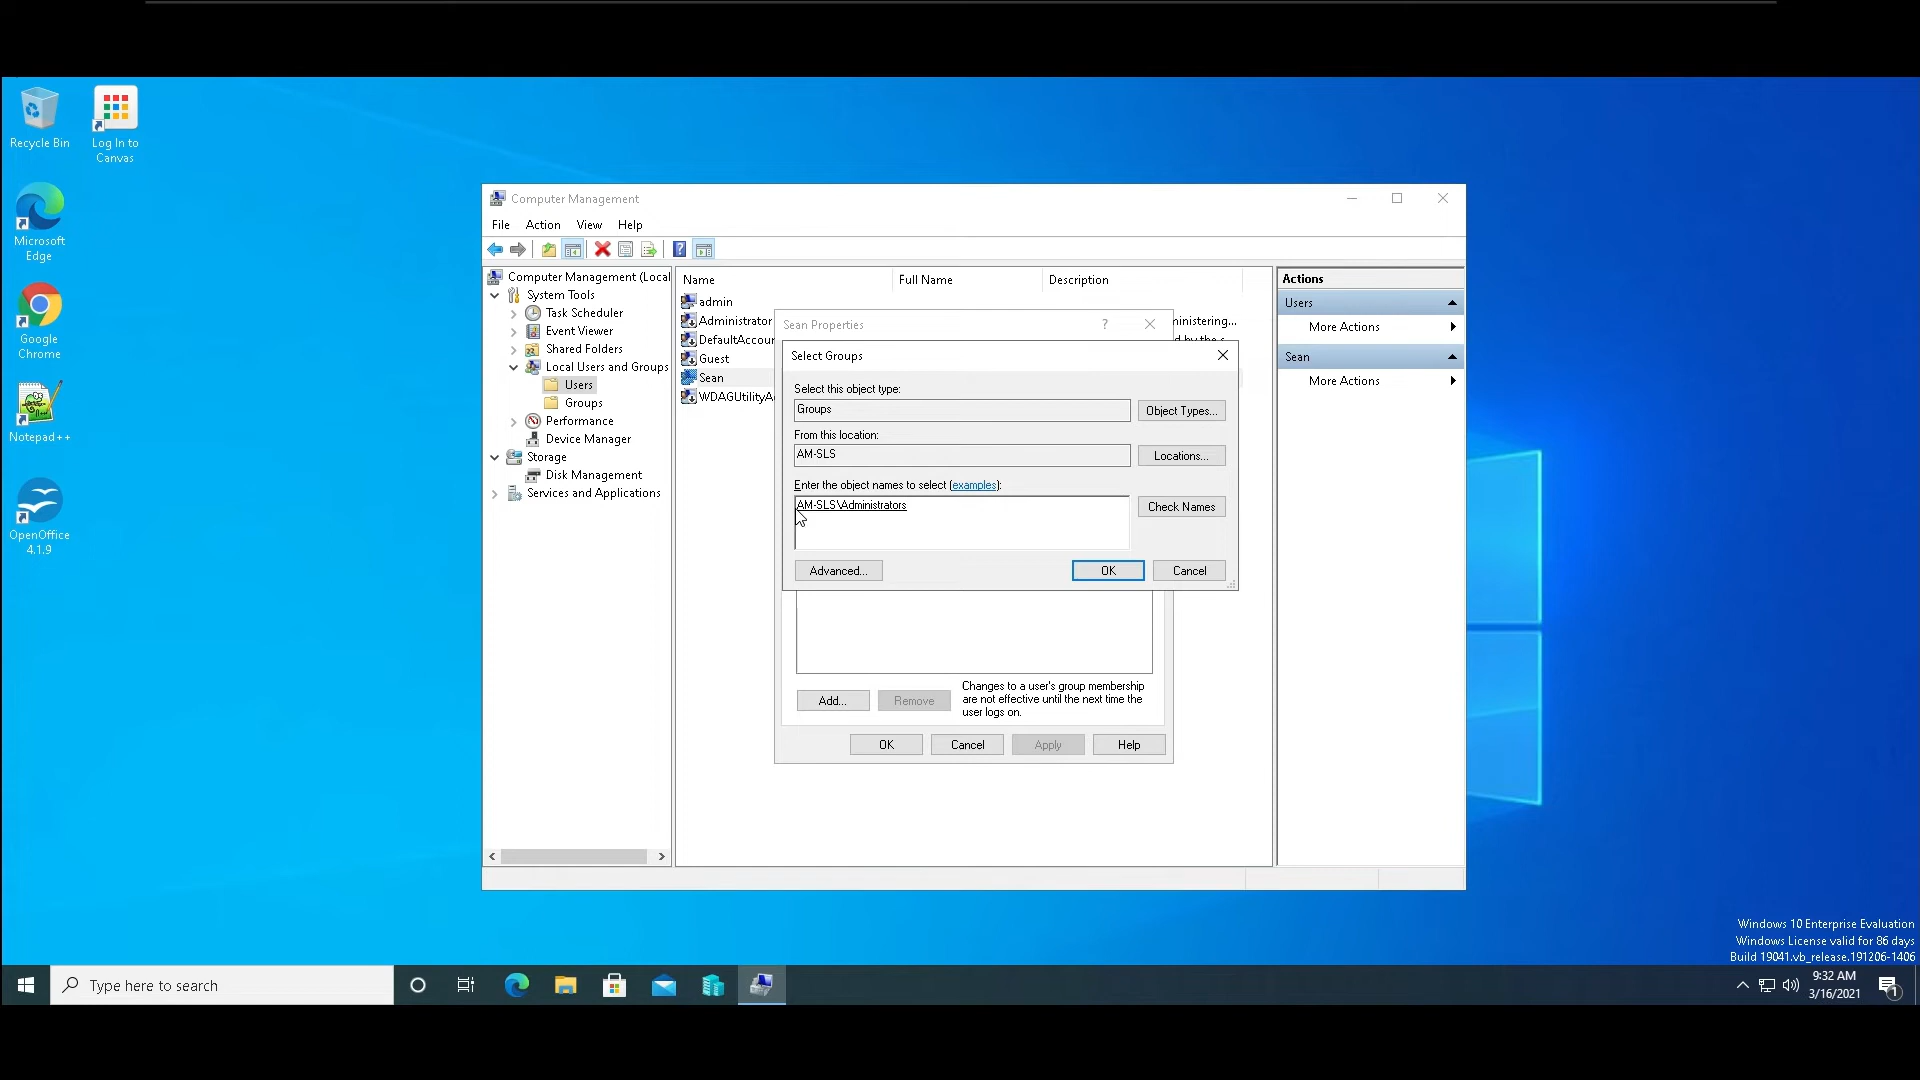 Recycle Bin
Log In to
Canvas
Microsoft
Edge
Google
Chrome
Notepad++
OpenOffice
4.1.9
Computer Management
File Action View Help
Computer Management (Local
System Tools
Task Scheduler
Event Viewer
Shared Folders
Local Users and Groups
Users
Groups
Performance
Device Manager
Storage
Disk Management
Services and Applications
Name Full Name Description
admin
Administrator
DefaultAccour
Guest
Sean
WDAGUtilityA
ministering...
d by the s
Actions
Users
More Actions
Sean
More Actions
Sean Properties ?
Select Groups
Select this object type:
Groups
Object Types...
From this location:
AM-SLS
Locations...
Enter the object names to select (examples):
AM-SLS\Administrators
Check Names
Advanced... OK Cancel
Add... Remove
Changes to a user's group membership
are not effective until the next time the
user logs on.
OK Cancel Apply Help
Windows 10 Enterprise Evaluation
Windows License valid for 86 days
Build 19041.vb_release.191206-1406
Type here to search
9:32 AM
3/16/2021
1